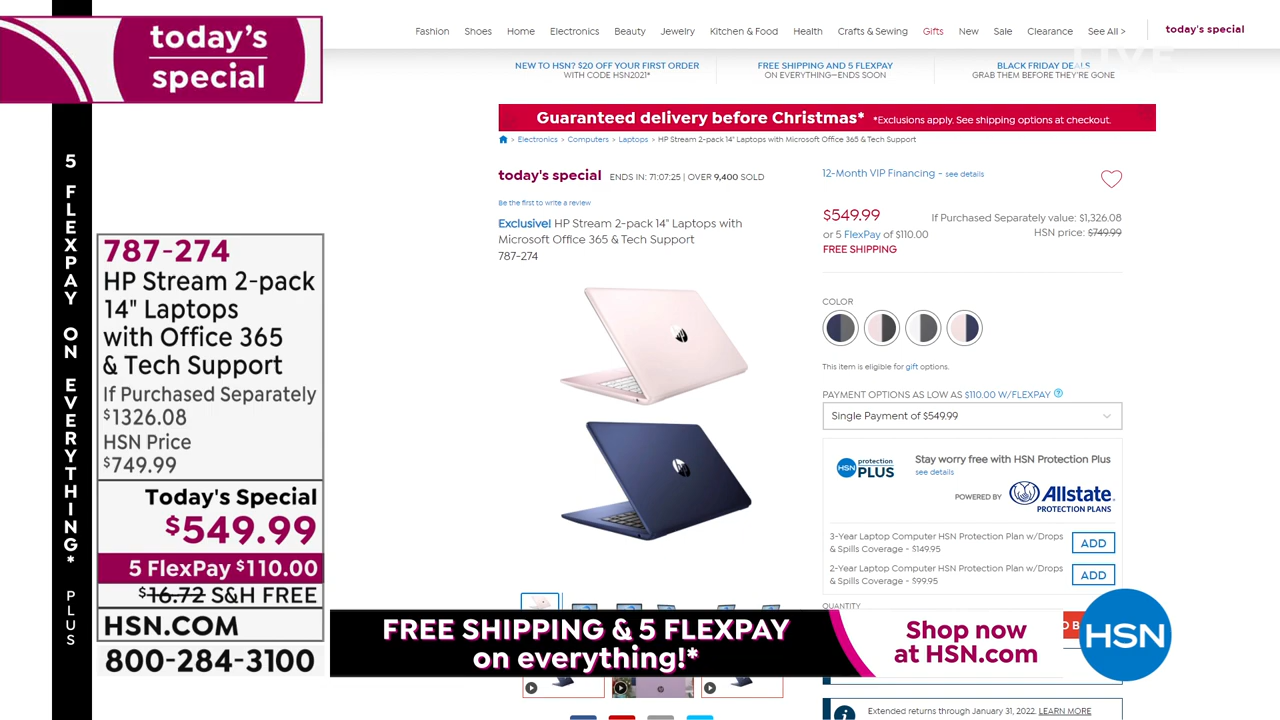 today's
special
5 FLEXPAY ON EVERYTHING* PLUS
787-274
HP Stream 2-pack
14" Laptops
with Office 365
& Tech Support
If Purchased Separately
$1326.08
HSN Price
$749.99
Today's Special
$549.99
5 FlexPay $110.00
$16.72 S&H FREE
HSN.COM
800-284-3100
Fashion Shoes Home Electronics Beauty Jewelry Kitchen & Food Health Crafts & Sewing Gifts New Sale Clearance See All > today's special
LIVE
NEW TO HSN? $20 OFF YOUR FIRST ORDER
WITH CODE HSN2021*
FREE SHIPPING AND 5 FLEXPAY
ON EVERYTHING—ENDS SOON
BLACK FRIDAY DEALS
GRAB THEM BEFORE THEY'RE GONE
Guaranteed delivery before Christmas* *Exclusions apply. See shipping options at checkout.
> Electronics > Computers > Laptops > HP Stream 2-pack 14" Laptops with Microsoft Office 365 & Tech Support
today's special ENDS IN: 71:07:25 | OVER 9,400 SOLD
Be the first to write a review
Exclusive! HP Stream 2-pack 14" Laptops with
Microsoft Office 365 & Tech Support
787-274
12-Month VIP Financing - see details
$549.99
or 5 FlexPay of $110.00
FREE SHIPPING
If Purchased Separately value: $1,326.08
HSN price: $749.99
COLOR
This item is eligible for gift options.
PAYMENT OPTIONS AS LOW AS $110.00 W/FLEXPAY ?
Single Payment of $549.99
HSN protection PLUS
Stay worry free with HSN Protection Plus
see details
POWERED BY Allstate.
PROTECTION PLANS
3-Year Laptop Computer HSN Protection Plan w/Drops
& Spills Coverage - $149.95
ADD
2-Year Laptop Computer HSN Protection Plan w/Drops
& Spills Coverage - $99.95
ADD
QUANTITY
FREE SHIPPING & 5 FLEXPAY
on everything!*
Shop now
at HSN.com
HSN
Extended returns through January 31, 2022. LEARN MORE